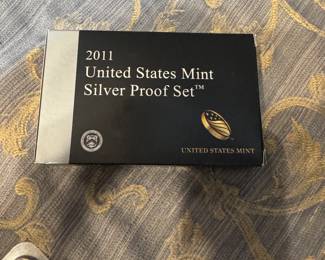 2011
United States Mint
Silver Proof Set™
UNITED STATES MINT